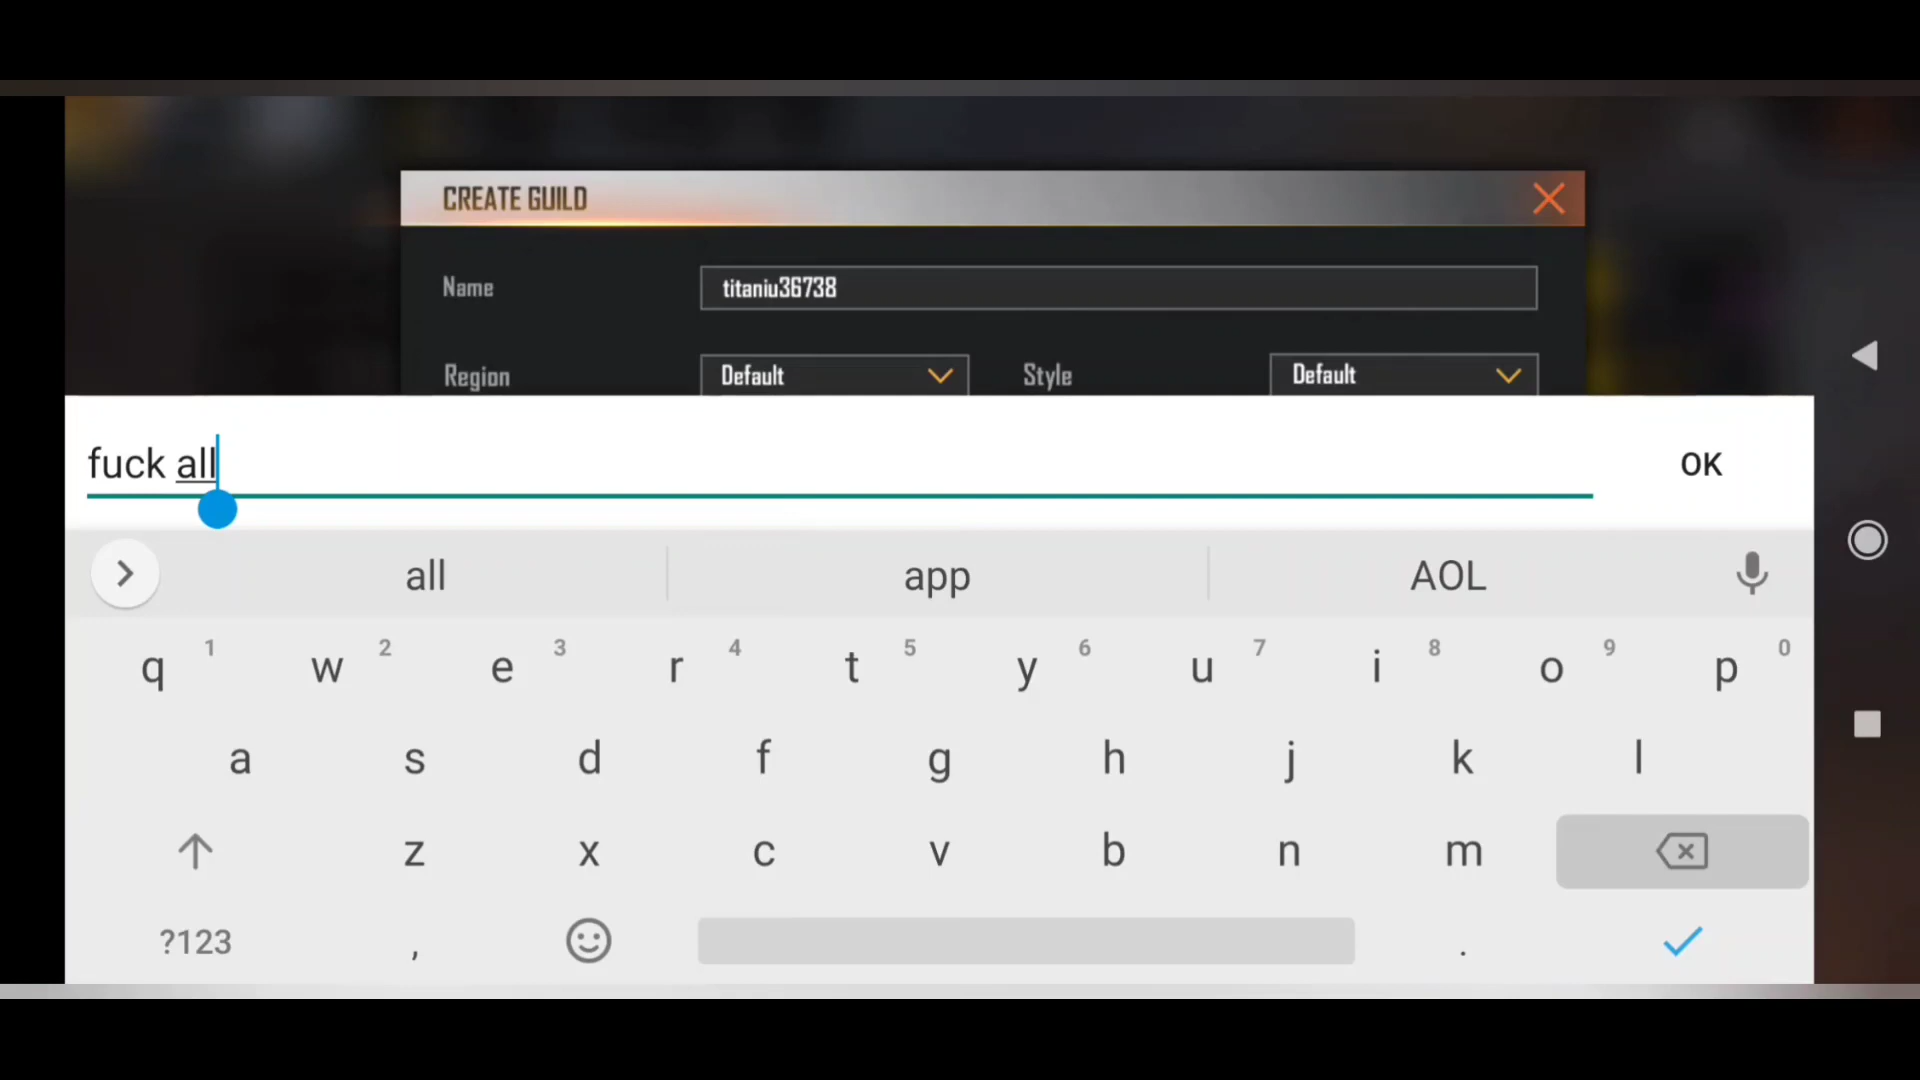 CREATE GUILD
Name titaniu36738
Region Default Style Default
fuck all OK
all app AOL
q 1 w 2 e 3 r 4 t 5 y 6 u 7 i 8 o 9 p 0
a s d f g h j k l
z x c v b n m
?123 , .